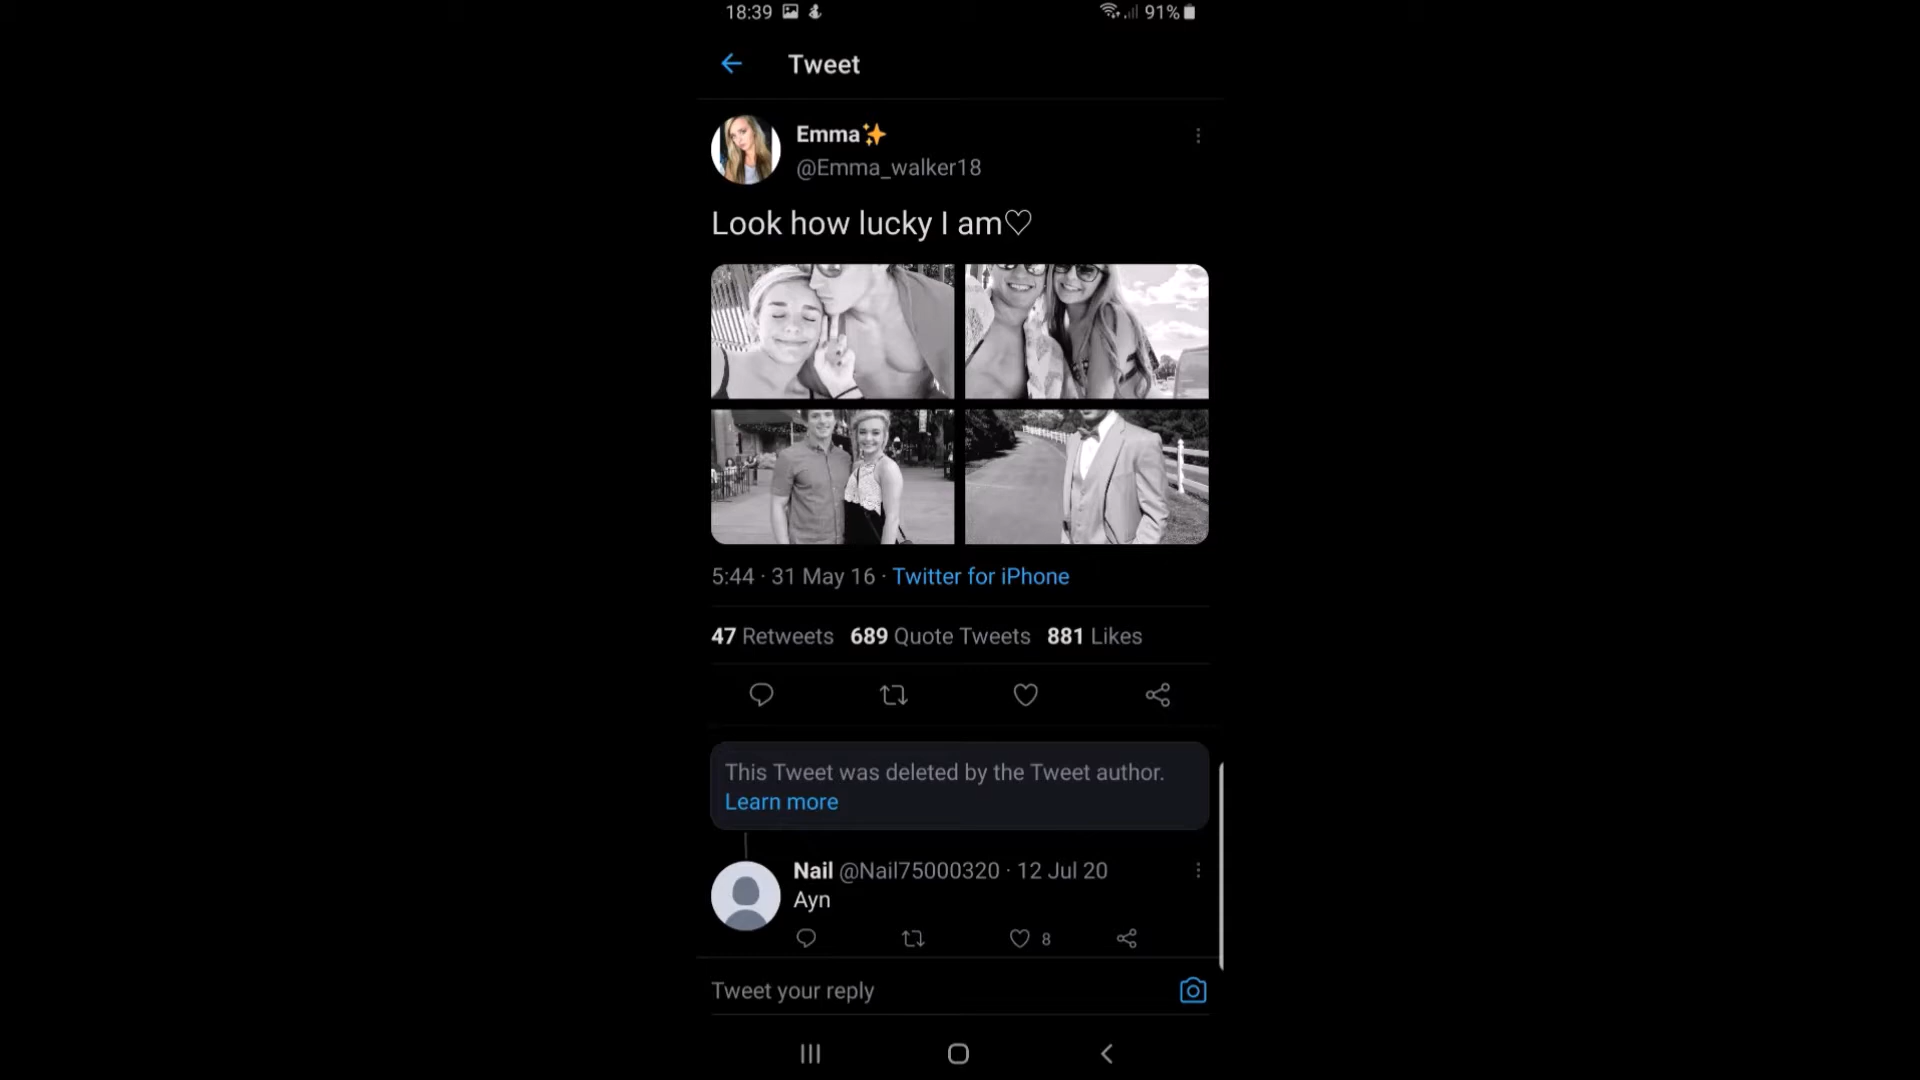 18:39 91%
Tweet
Emma✨
@Emma_walker18
Look how lucky I am♡
5:44 · 31 May 16 · Twitter for iPhone
47 Retweets 689 Quote Tweets 881 Likes
This Tweet was deleted by the Tweet author.
Learn more
Nail @Nail75000320 · 12 Jul 20
Ayn
8
Tweet your reply